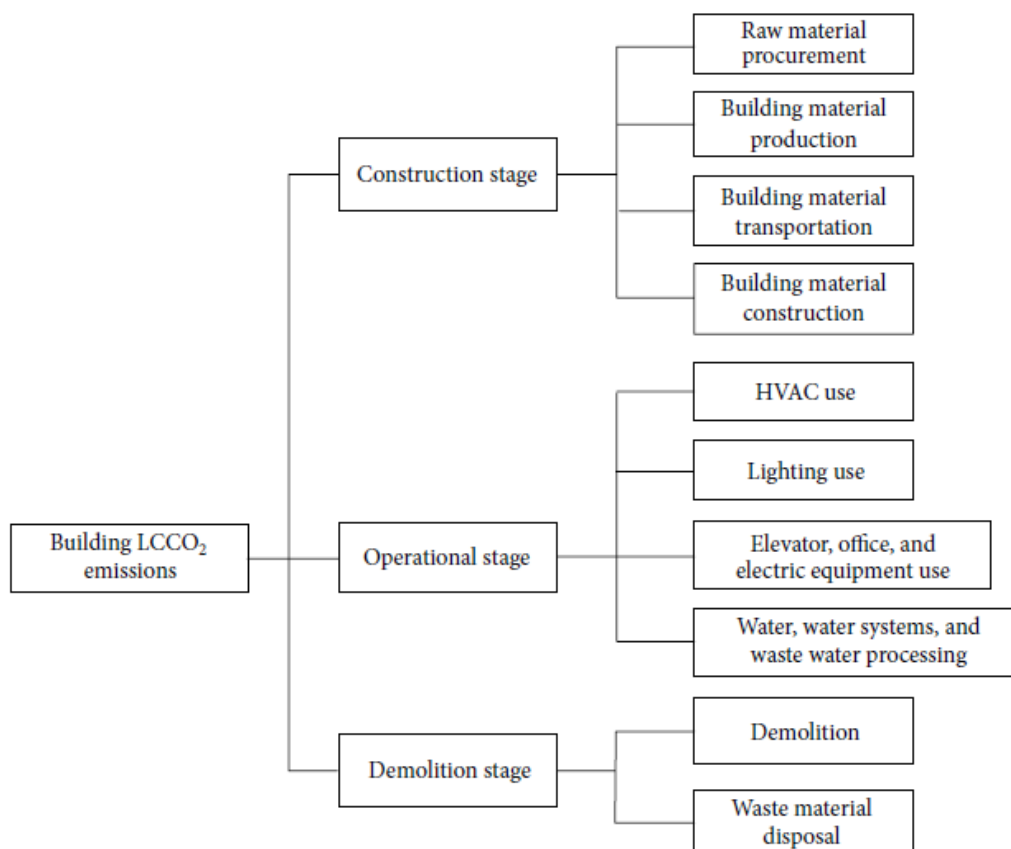 Raw material
procurement
Building material
production
Construction stage
Building material
transportation
Building material
construction
HVAC use
Lighting use
Building LCCO₂
emissions
Operational stage
Elevator, office, and
electric equipment use
Water, water systems, and
waste water processing
Demolition
Demolition stage
Waste material
disposal